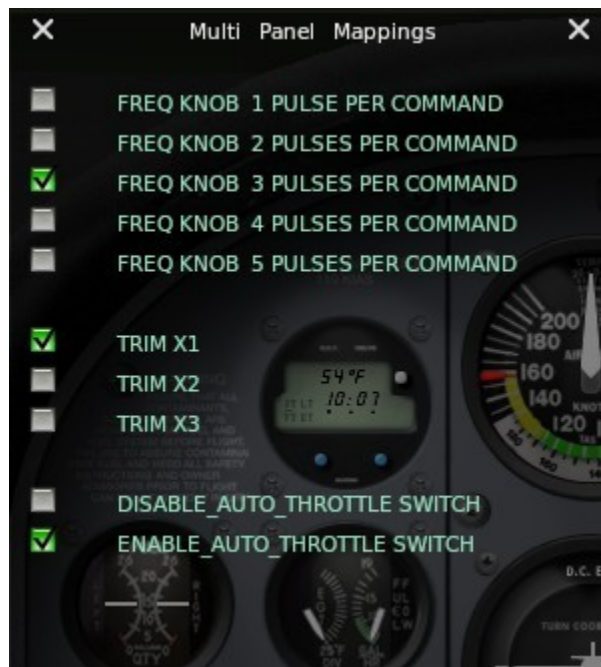 Multi Panel Mappings
FREQ KNOB 1 PULSE PER COMMAND
FREQ KNOB 2 PULSES PER COMMAND
FREQ KNOB 3 PULSES PER COMMAND
FREQ KNOB 4 PULSES PER COMMAND
FREQ KNOB 5 PULSES PER COMMAND
TRIM X1
TRIM X2
TRIM X3
DISABLE_AUTO_THROTTLE SWITCH
ENABLE_AUTO_THROTTLE SWITCH
54°F
10:07
200
180
160
140
120
KNOT
D.C. E
TURN COOR